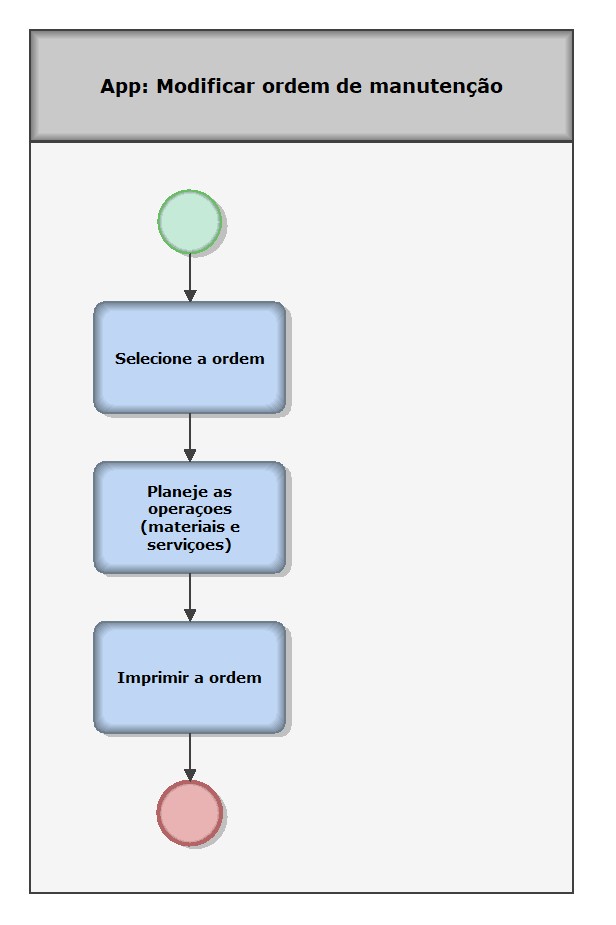 App: Modificar ordem de manutenção
Selecione a ordem
Planeje as
operaçoes
(materiais e
serviçoes)
Imprimir a ordem